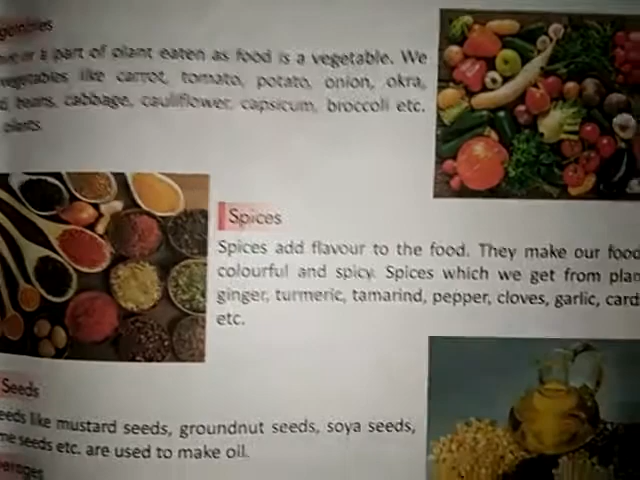 a part of plant eaten as food is a vegetable. We
vegetables like carrot, tomato, potato, onion, okra,
beans, cabbage, cauliflower, capsicum, broccoli etc.
plants.
Spices
Spices add flavour to the food. They make our food
colourful and spicy. Spices which we get from plan
ginger, turmeric, tamarind, pepper, cloves, garlic, card
etc.
Seeds
eeds like mustard seeds, groundnut seeds, soya seeds,
me seeds etc. are used to make oil.
erages